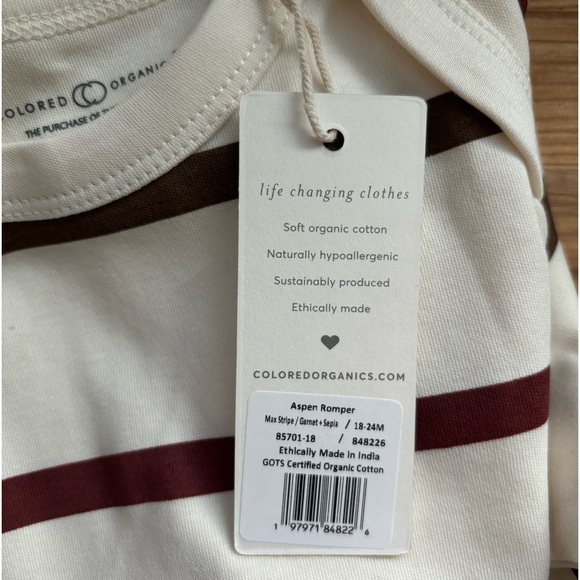 COLORED CO ORGANICS
THE PURCHASE OF
life changing clothes
Soft organic cotton
Naturally hypoallergenic
Sustainably produced
Ethically made
COLOREDORGANICS.COM
Aspen Romper
Max Stripe / Garnet + Sepia / 18-24M
85701-18 / 848226
Ethically Made in India
GOTS Certified Organic Cotton
1 97971 84822 6